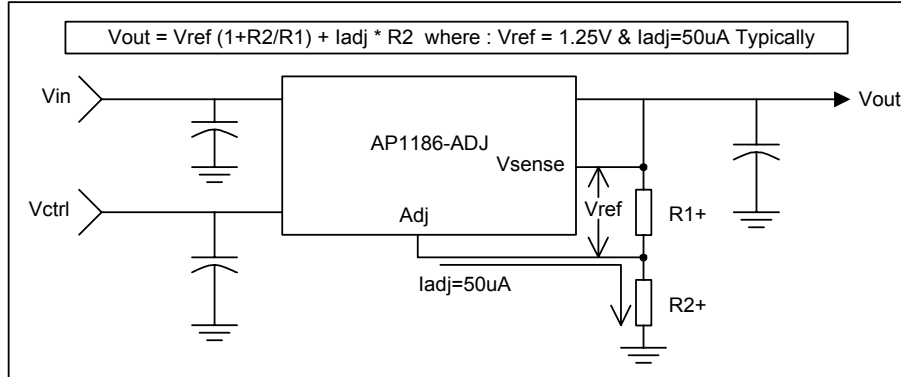 Vout = Vref (1+R2/R1) + Iadj * R2 where : Vref = 1.25V & Iadj=50uA Typically
Vin
Vout
AP1186-ADJ
Vsense
Vctrl
Adj
Vref
R1+
Iadj=50uA
R2+